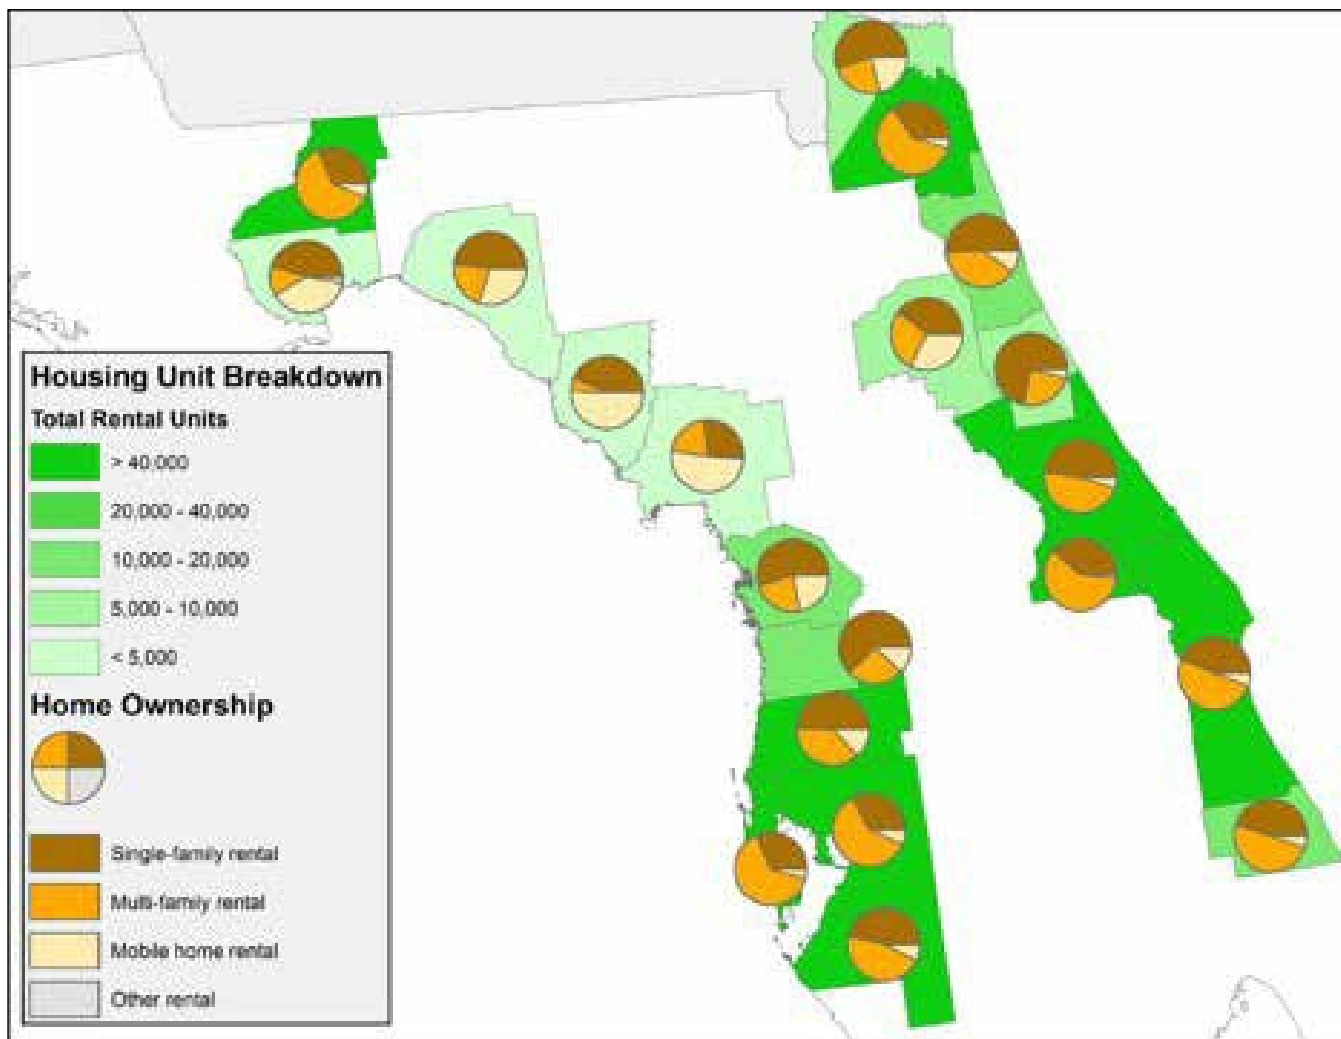 Housing Unit Breakdown
Total Rental Units
> 40,000
20,000 - 40,000
10,000 - 20,000
5,000 - 10,000
< 5,000
Home Ownership
Single-family rental
Multi-family rental
Mobile home rental
Other rental